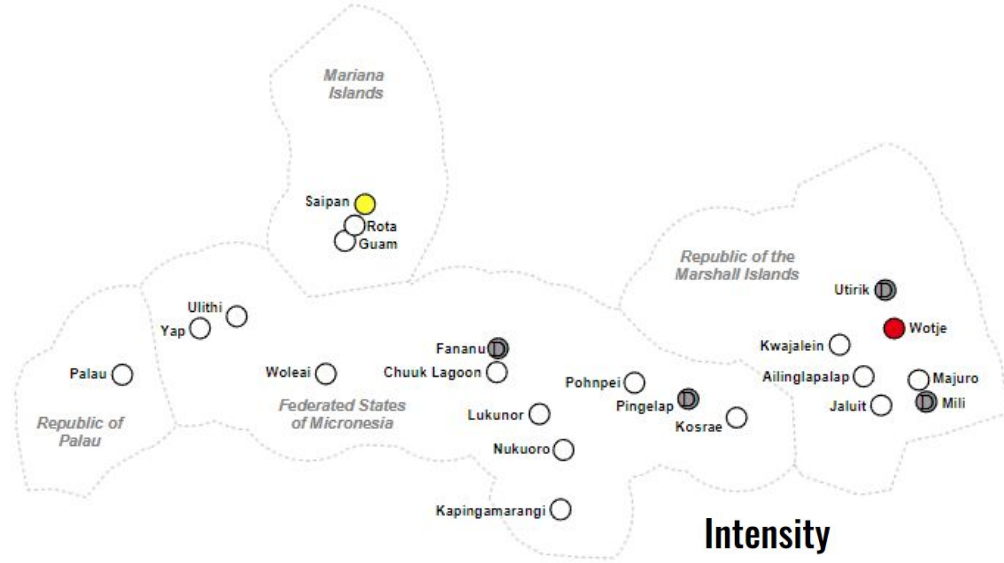 Mariana
Islands
Saipan
Rota
Guam
Republic of the
Marshall Islands
Utirik D
Ulithi
Yap
Wotje
Fananu D
Kwajalein
Palau
Woleai
Chuuk Lagoon
Pohnpei
Ailinglapalap
Majuro
Pingelap D
Jaluit
D Mili
Federated States
of Micronesia
Lukunor
Kosrae
Republic of
Palau
Nukuoro
Kapingamarangi
Intensity